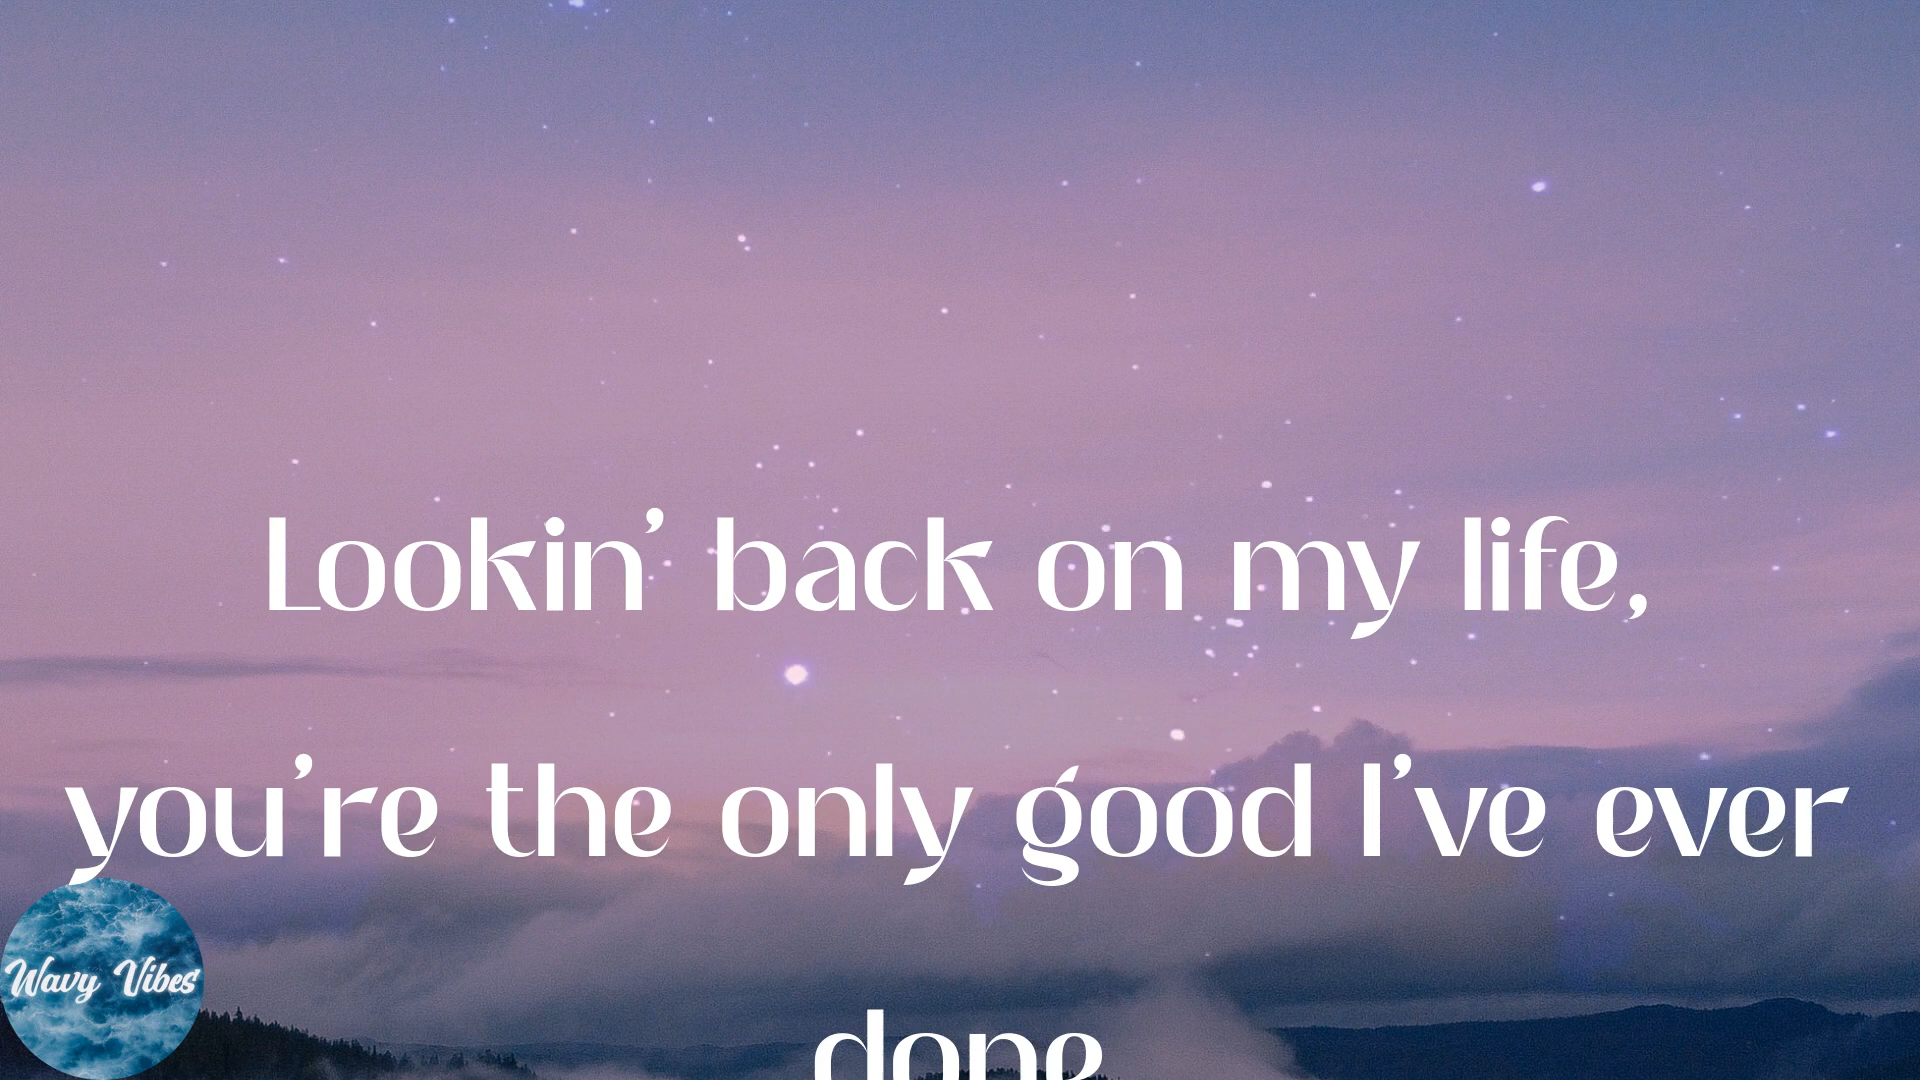 Lookin’ back on my life,
you’re the only good I’ve ever
done
Wavy Vibes